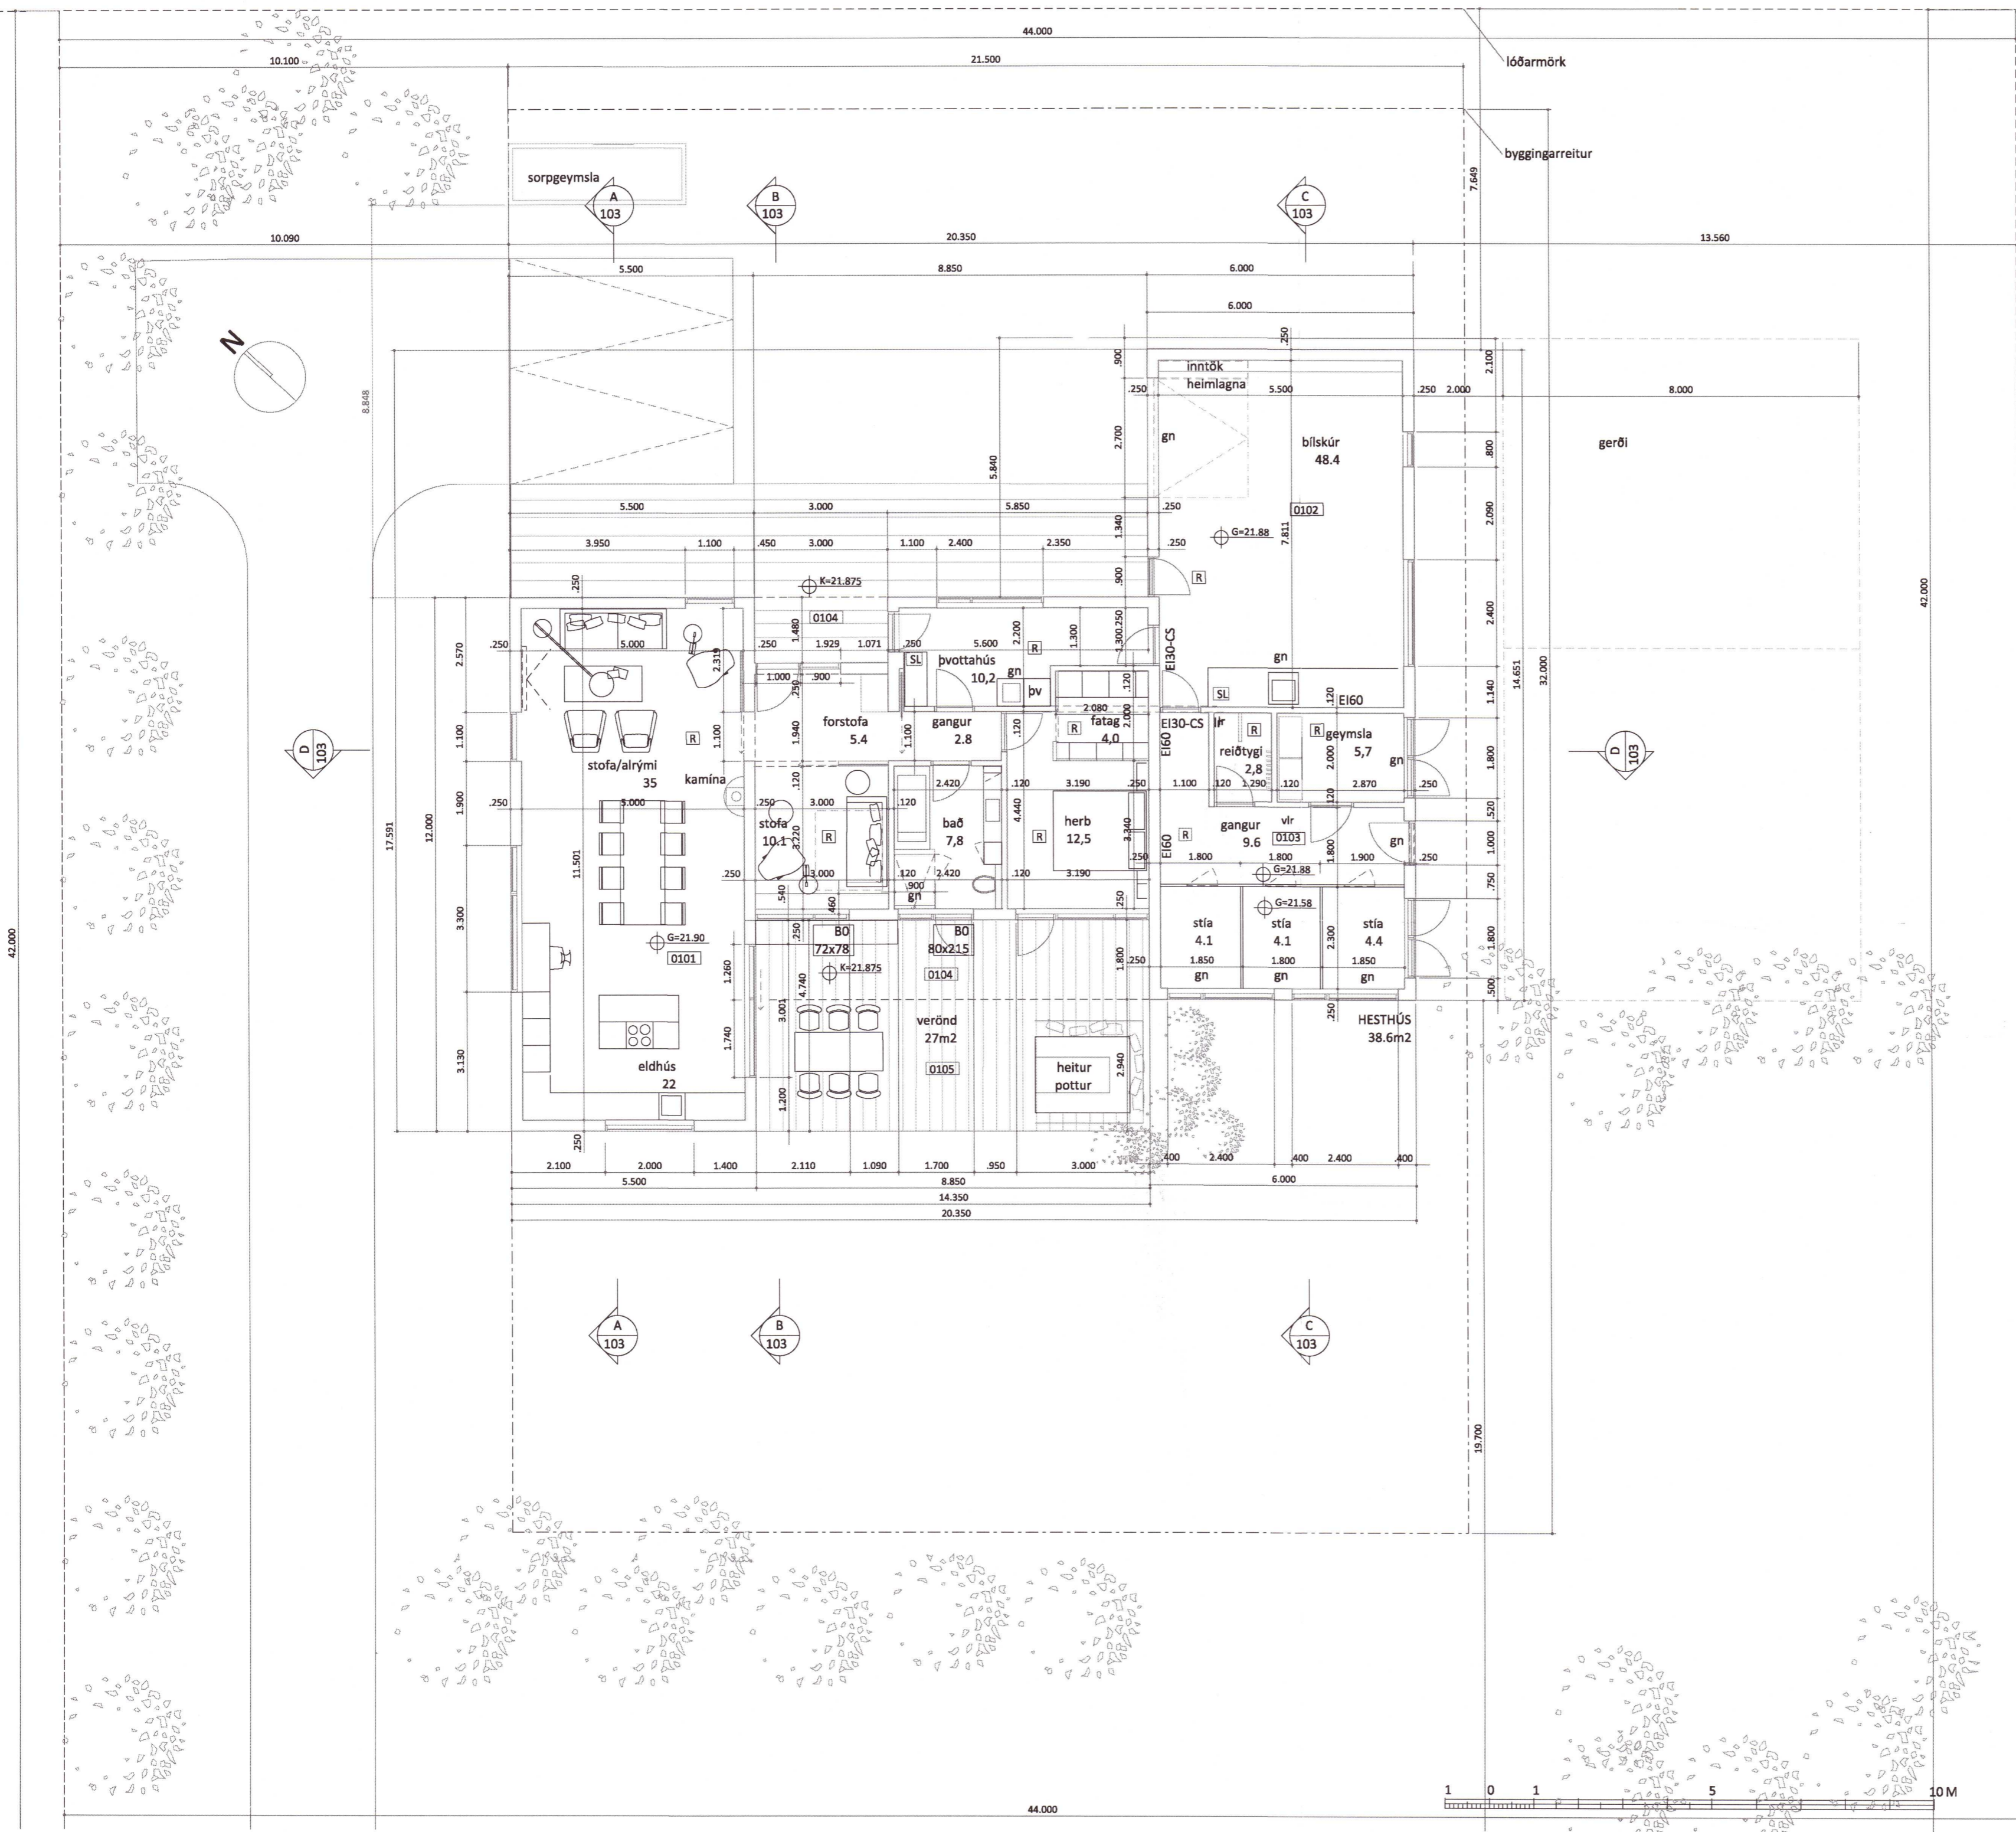 44.000
lóðarmörk
10.100
21.500
byggingarreitur
7.649
sorpgeymsla
A
103
B
103
C
103
10.090
20.350
13.560
5.500
8.850
6.000
6.000
N
.250
.900
2.100
inntök
heimlagna
.250
5.500
.250
2.000
8.000
8.848
gn
2.700
bílskúr
48.4
.800
gerði
5.840
5.500
3.000
5.850
.250
0102
2.090
1.340
G=21.88
7.811
3.950
1.100
.450
3.000
1.100
2.400
2.350
.250
.250
K=21.875
.900
R
2.400
42.000
0104
1.480
2.200
1.300
1.300
.250
2.570
.250
5.000
2.319
.250
1.929
1.071
.250
5.600
R
EI30-CS
SL
þvottahús
10,2
gn
þv
gn
14.651
32.000
1.000
.900
.250
.120
SL
.120
EI60
1.140
2.080
forstofa
5.4
gangur
2.8
.120
fatag
4,0
R
2.000
EI30-CS
lr
R
R
geymsla
5,7
D
103
1.100
R
1.100
1.940
1.100
EI60
reiðtygi
2,8
2.000
gn
1.800
D
103
stofa/alrými
35
kamína
.120
2.420
.120
3.190
.250
1.100
.120
1.290
.120
2.870
17.591
12.000
1.900
.250
5.000
.250
3.000
.120
4.440
.120
.520
stofa
10.1
3.220
R
bað
7,8
R
herb
12,5
3.340
EI60
R
gangur
9.6
vlr
0103
1.800
gn
1.000
.250
1.800
1.800
1.900
.250
11.501
.250
3.000
.120
2.420
.120
3.190
G=21.88
.750
.900
gn
.540
.460
.250
3.300
G=21.58
stía
4.1
stía
4.1
stía
4.4
2.300
1.800
42.000
G=21.90
0101
.250
BO
72x78
BO
80x215
K=21.875
0104
1.260
4.740
1.800
.250
1.850
1.800
1.850
gn
gn
gn
.500
3.001
verönd
27m2
.250
HESTHÚS
38.6m2
1.740
3.130
eldhús
22
0105
heitur
pottur
2.940
1.200
.250
2.100
2.000
1.400
2.110
1.090
1.700
.950
3.000
.400
2.400
.400
2.400
.400
5.500
8.850
6.000
14.350
20.350
A
103
B
103
C
103
19.700
1
0
1
5
10 M
44.000